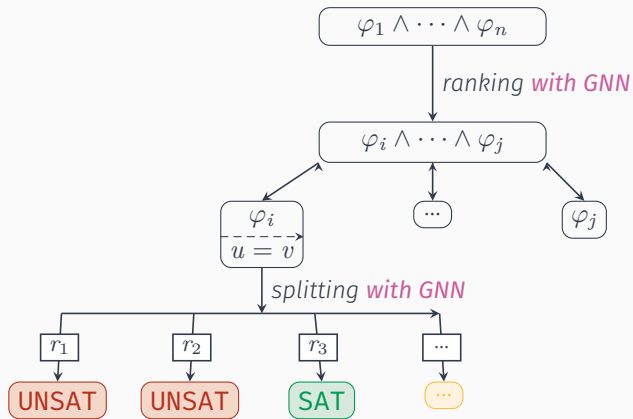 φ₁ ∧ ⋯ ∧ φₙ
ranking with GNN
φᵢ ∧ ⋯ ∧ φⱼ
φᵢ
u = v
...
φⱼ
splitting with GNN
r₁ r₂ r₃ ...
UNSAT UNSAT SAT ...